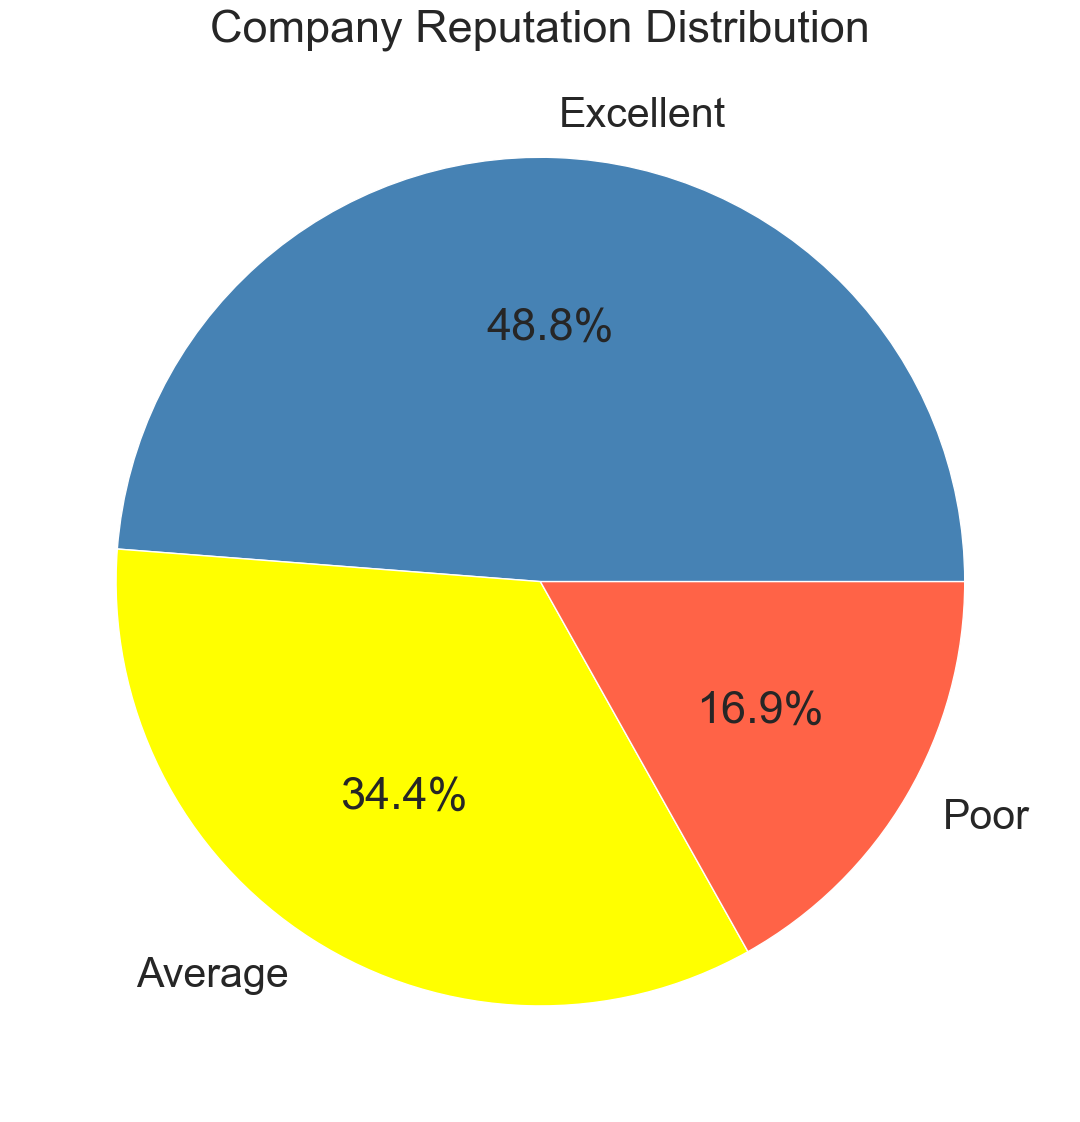 Company Reputation Distribution
Excellent
48.8%
16.9%
34.4%
Poor
Average